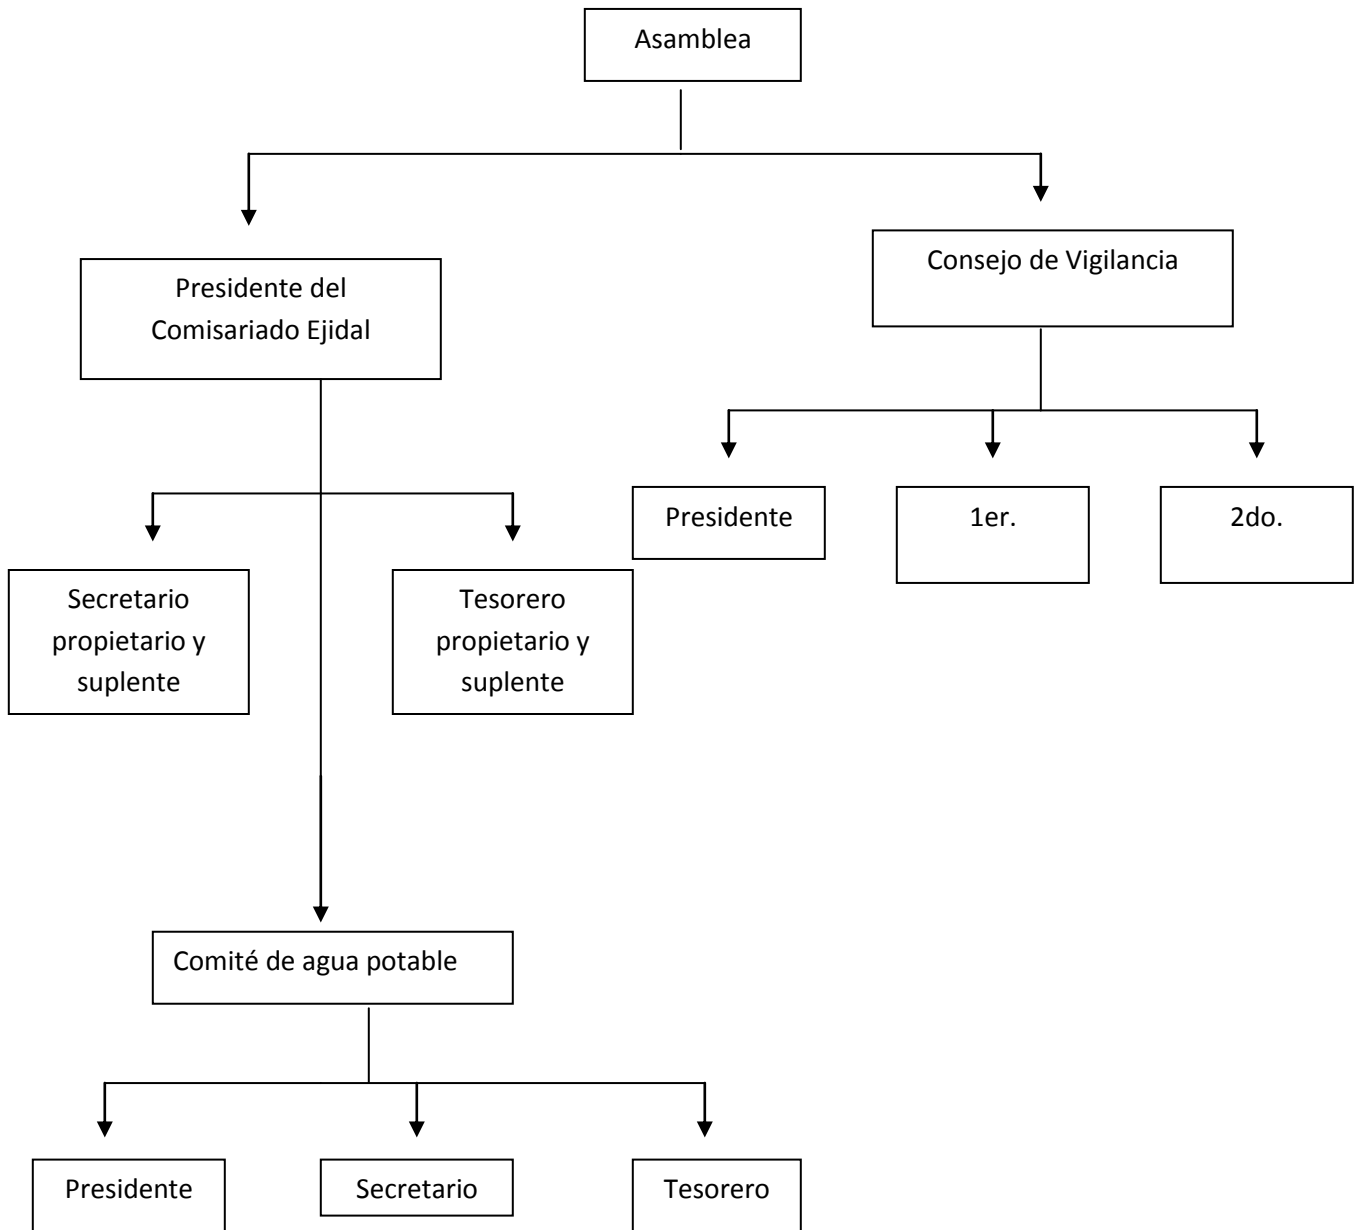 Asamblea
Consejo de Vigilancia
Presidente del
Comisariado Ejidal
Presidente
1er.
2do.
Secretario
propietario y
suplente
Tesorero
propietario y
suplente
Comité de agua potable
Presidente
Secretario
Tesorero